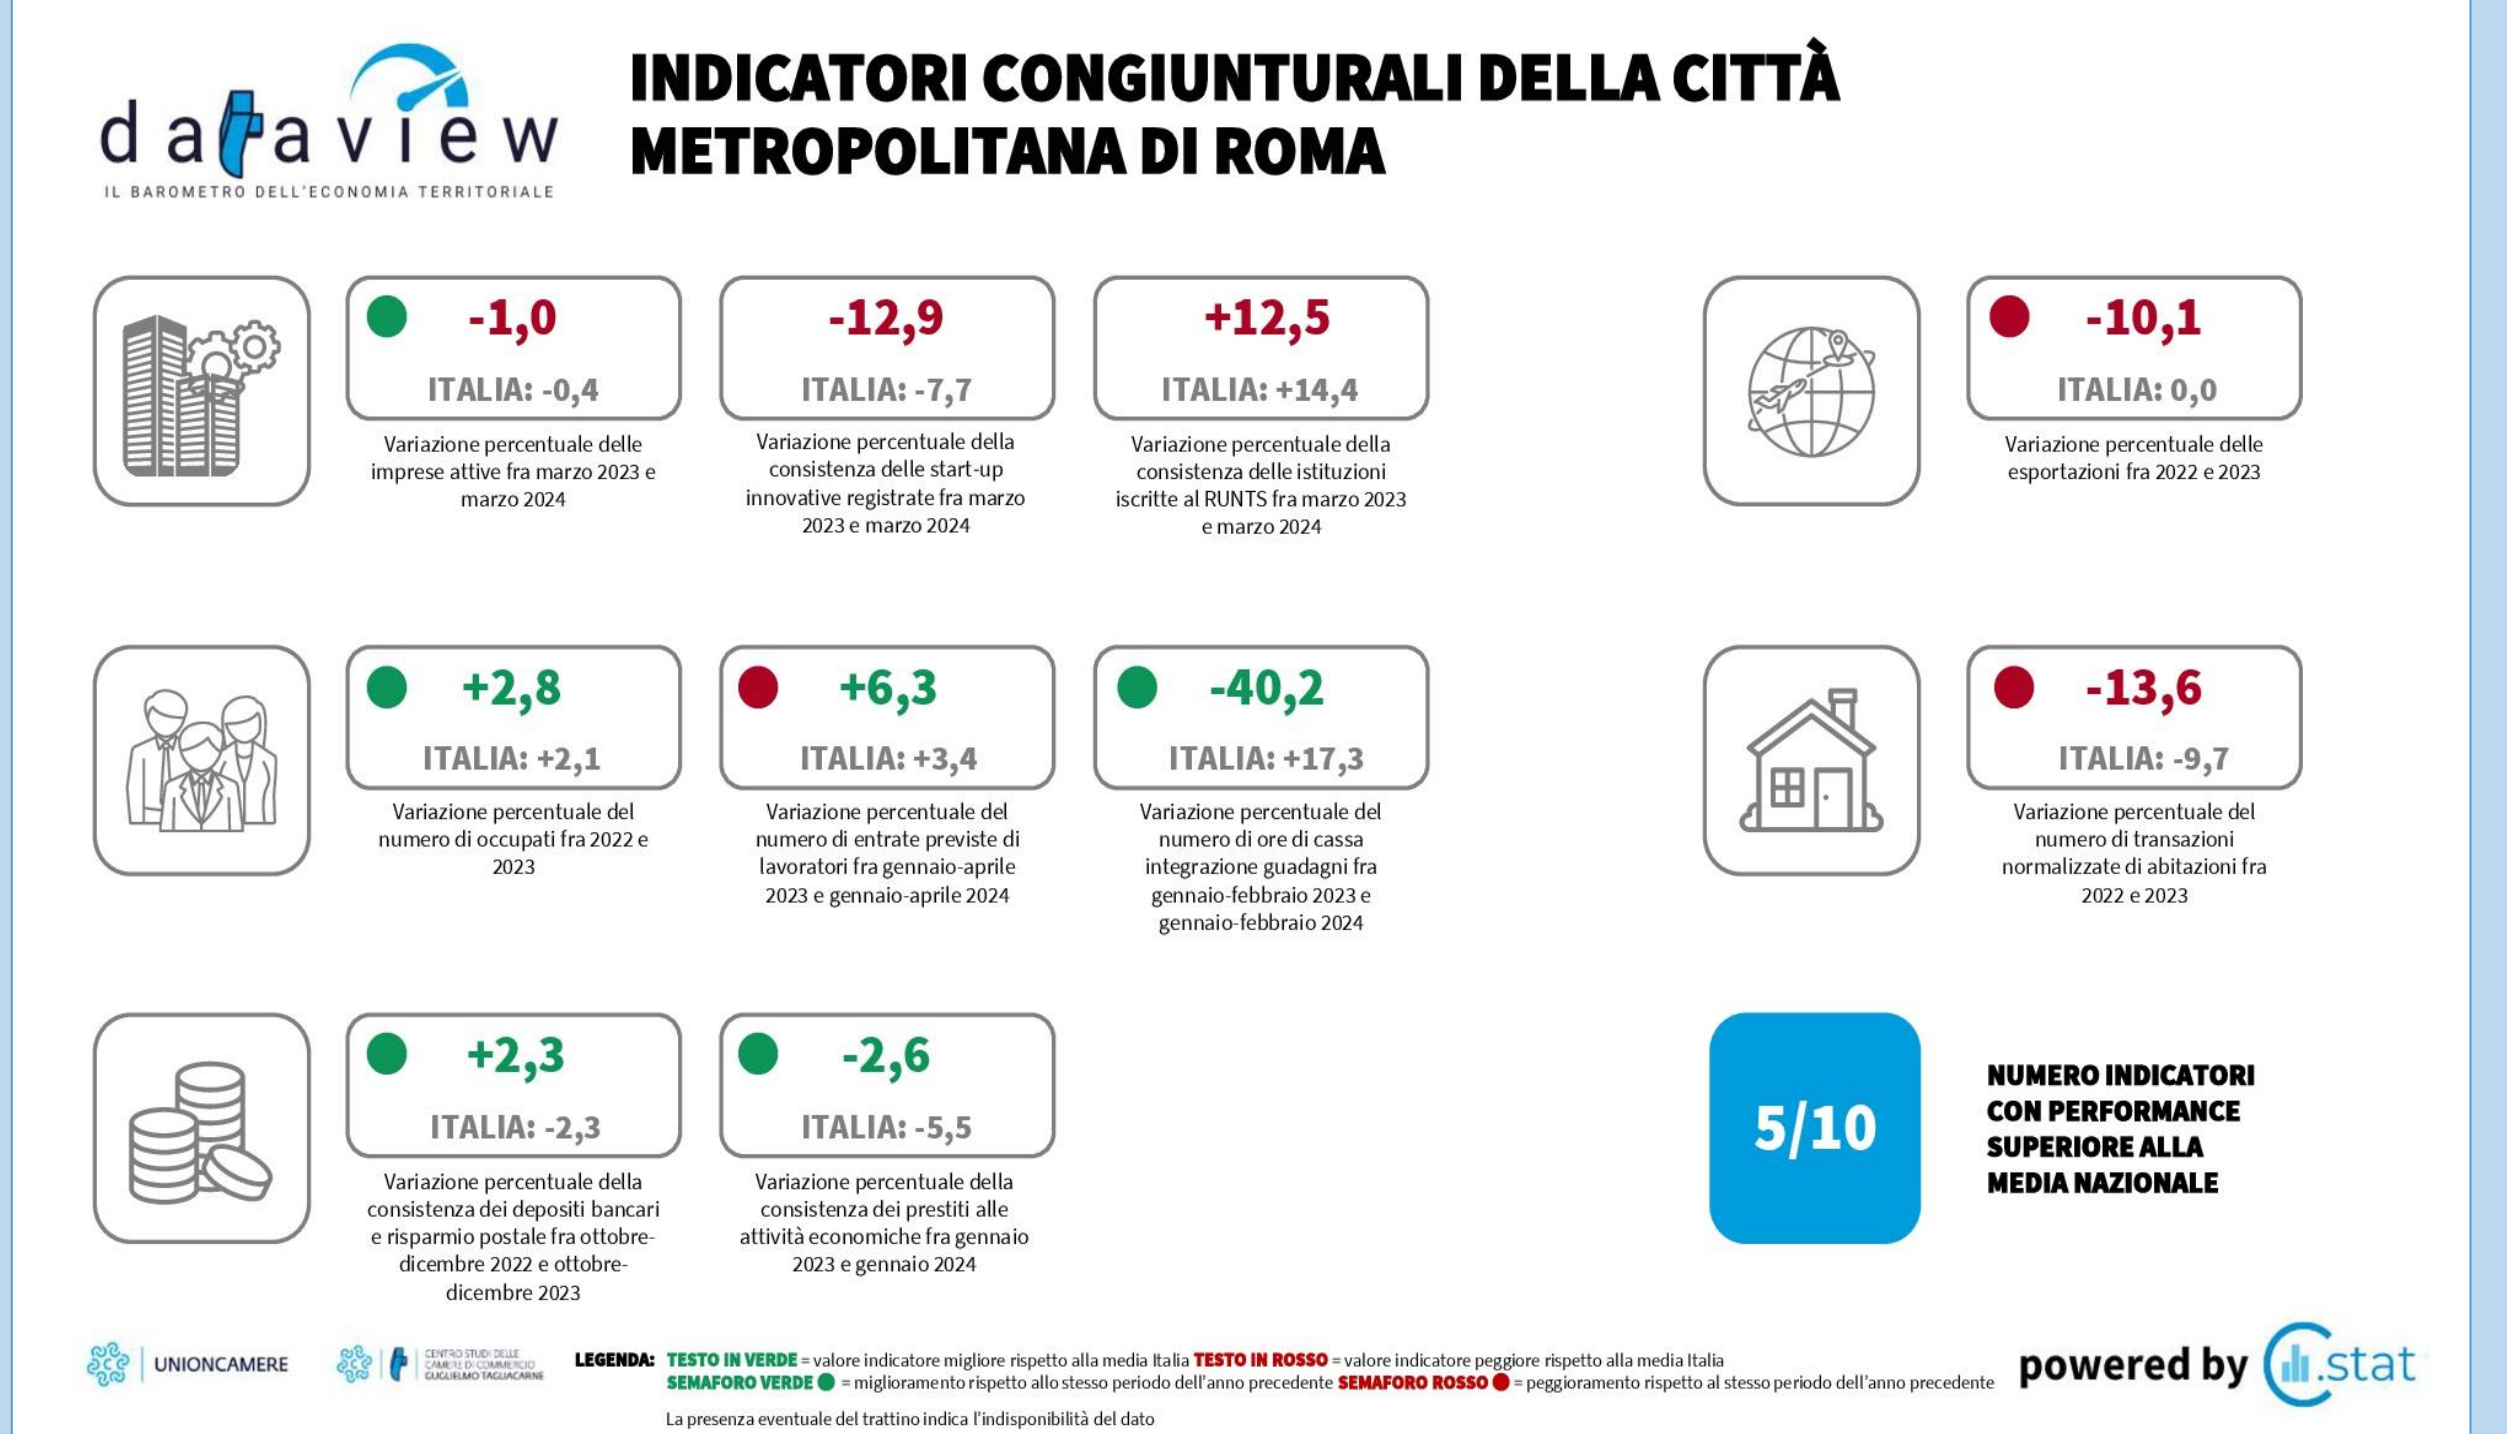 dataview
IL BAROMETRO DELL'ECONOMIA TERRITORIALE
INDICATORI CONGIUNTURALI DELLA CITTÀ
METROPOLITANA DI ROMA
-1,0
ITALIA: -0,4
Variazione percentuale delle
imprese attive fra marzo 2023 e
marzo 2024
-12,9
ITALIA: -7,7
Variazione percentuale della
consistenza delle start-up
innovative registrate fra marzo
2023 e marzo 2024
+12,5
ITALIA: +14,4
Variazione percentuale della
consistenza delle istituzioni
iscritte al RUNTS fra marzo 2023
e marzo 2024
-10,1
ITALIA: 0,0
Variazione percentuale delle
esportazioni fra 2022 e 2023
+2,8
ITALIA: +2,1
Variazione percentuale del
numero di occupati fra 2022 e
2023
+6,3
ITALIA: +3,4
Variazione percentuale del
numero di entrate previste di
lavoratori fra gennaio-aprile
2023 e gennaio-aprile 2024
-40,2
ITALIA: +17,3
Variazione percentuale del
numero di ore di cassa
integrazione guadagni fra
gennaio-febbraio 2023 e
gennaio-febbraio 2024
-13,6
ITALIA: -9,7
Variazione percentuale del
numero di transazioni
normalizzate di abitazioni fra
2022 e 2023
+2,3
ITALIA: -2,3
Variazione percentuale della
consistenza dei depositi bancari
e risparmio postale fra ottobre-
dicembre 2022 e ottobre-
dicembre 2023
-2,6
ITALIA: -5,5
Variazione percentuale della
consistenza dei prestiti alle
attività economiche fra gennaio
2023 e gennaio 2024
5/10
NUMERO INDICATORI
CON PERFORMANCE
SUPERIORE ALLA
MEDIA NAZIONALE
UNIONCAMERE
CENTRO STUDI DELLE
CAMERE DI COMMERCIO
GUGLIELMO TAGLIACARNE
LEGENDA: TESTO IN VERDE = valore indicatore migliore rispetto alla media Italia TESTO IN ROSSO = valore indicatore peggiore rispetto alla media Italia
SEMAFORO VERDE = miglioramento rispetto allo stesso periodo dell'anno precedente SEMAFORO ROSSO = peggioramento rispetto al stesso periodo dell'anno precedente
La presenza eventuale del trattino indica l'indisponibilità del dato
powered by C.stat